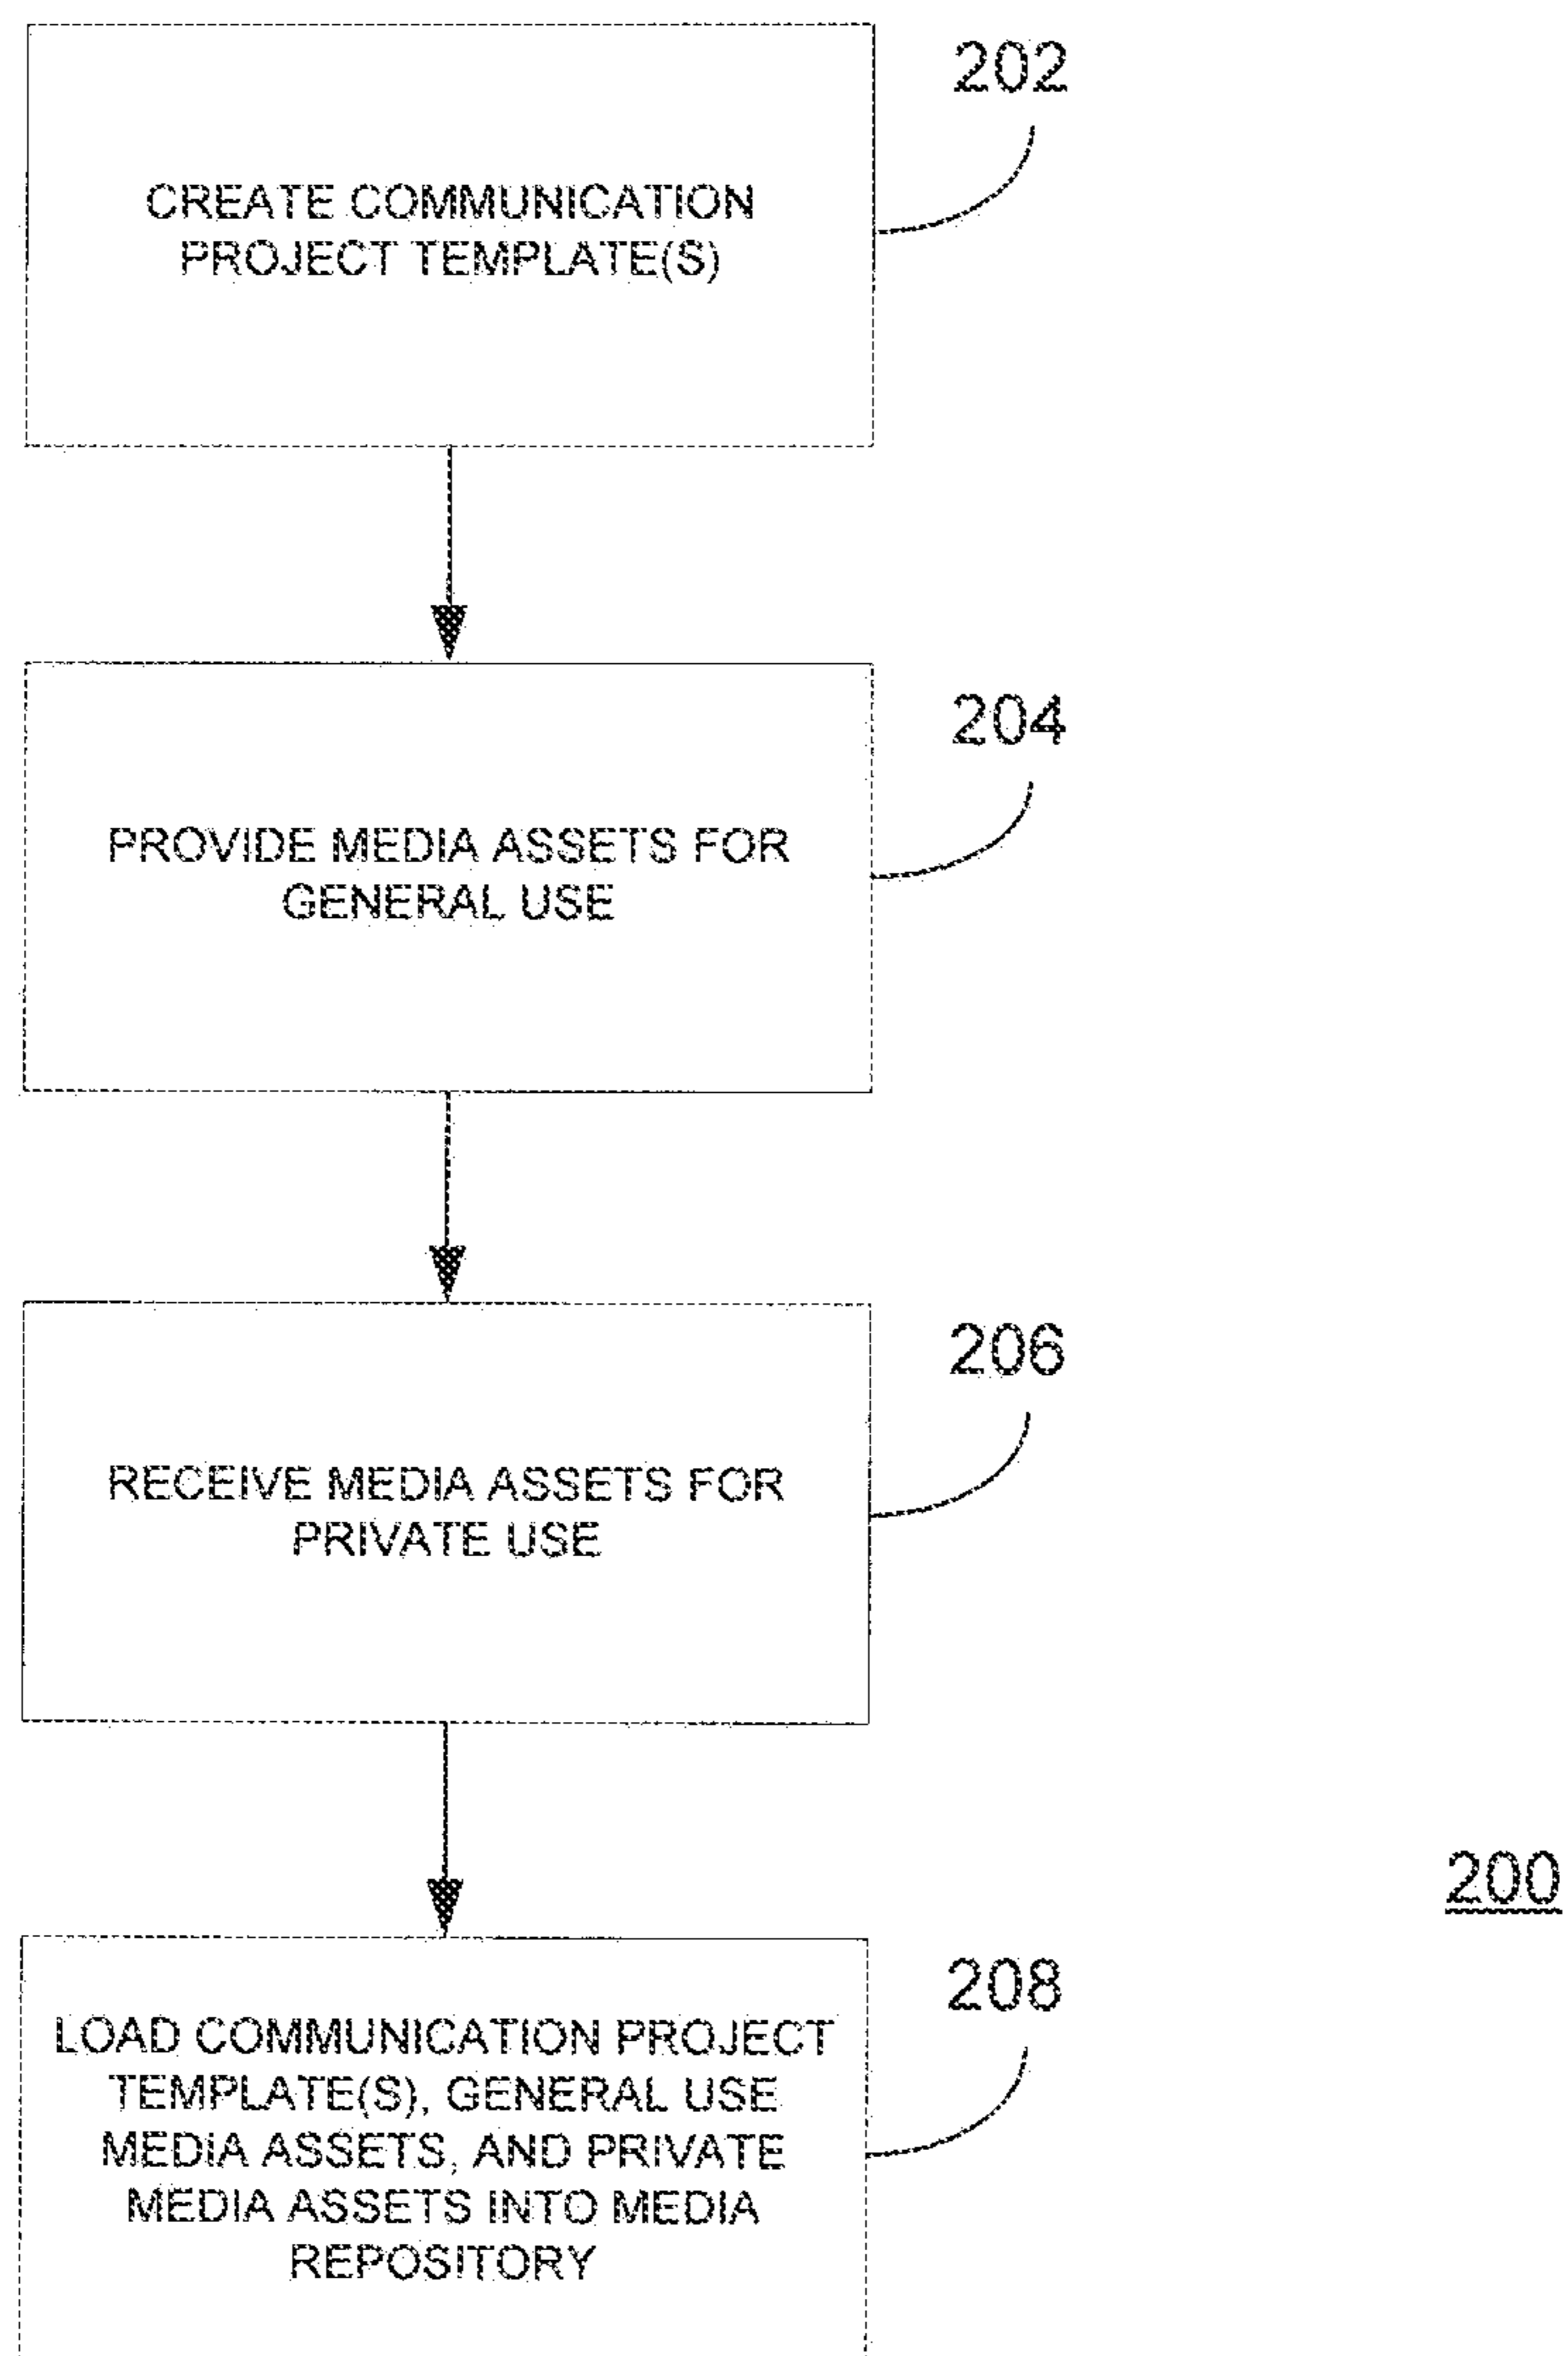 202
CREATE COMMUNICATION
PROJECT TEMPLATE(S)
204
PROVIDE MEDIA ASSETS FOR
GENERAL USE
206
RECEIVE MEDIA ASSETS FOR
PRIVATE USE
200
208
LOAD COMMUNICATION PROJECT
TEMPLATE(S), GENERAL USE
MEDIA ASSETS, AND PRIVATE
MEDIA ASSETS INTO MEDIA
REPOSITORY